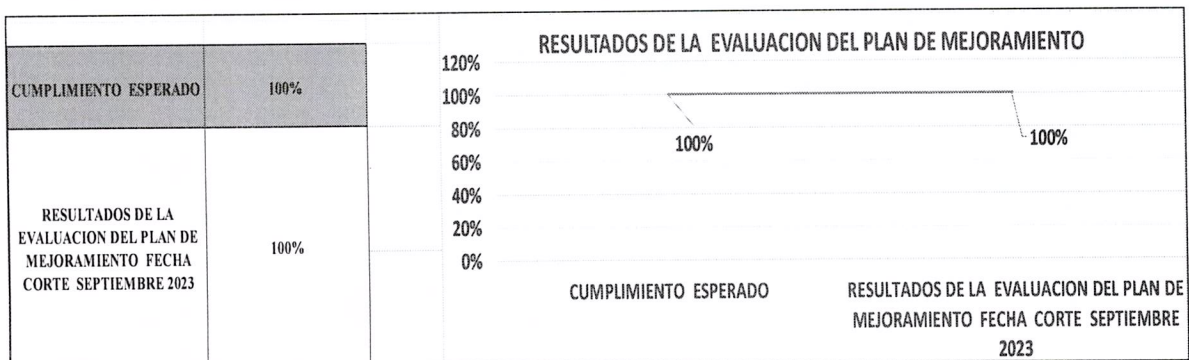 CUMPLIMIENTO ESPERADO 100%
RESULTADOS DE LA
EVALUACION DEL PLAN DE
MEJORAMIENTO FECHA
CORTE SEPTIEMBRE 2023
100%
RESULTADOS DE LA EVALUACION DEL PLAN DE MEJORAMIENTO
120%
100%
80%
60%
40%
20%
0%
100%
100%
CUMPLIMIENTO ESPERADO
RESULTADOS DE LA EVALUACION DEL PLAN DE
MEJORAMIENTO FECHA CORTE SEPTIEMBRE
2023